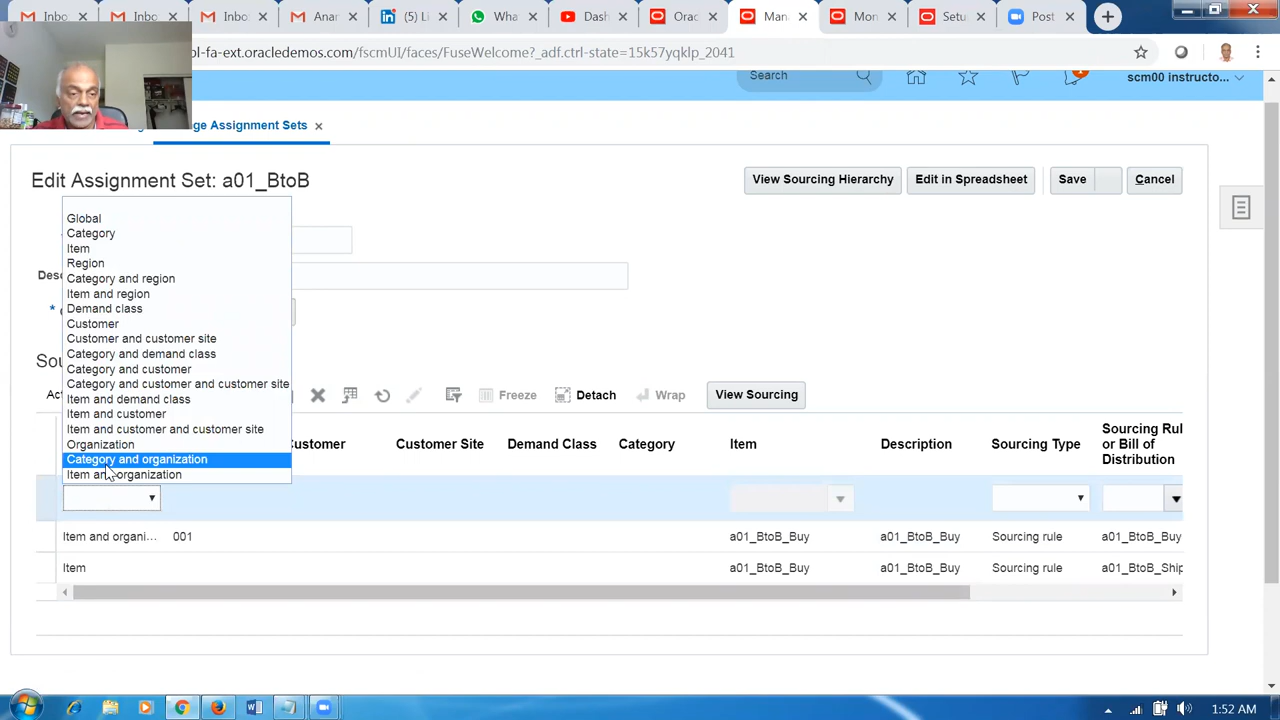 Inbo
Inbo
Inbo
Anar
(5) Li
Wha
Dash
Orac
Man
Mor
Setu
Post
ol-fa-ext.oracledemos.com/fscmUI/faces/FuseWelcome?_adf.ctrl-state=15k57yqklp_2041
Search
1
scm00 instructo...
ge Assignment Sets
Edit Assignment Set: a01_BtoB
View Sourcing Hierarchy
Edit in Spreadsheet
Save
Cancel
Global
Category
Item
Region
Category and region
Item and region
Demand class
Customer
Customer and customer site
Category and demand class
Category and customer
Category and customer and customer site
Item and demand class
Item and customer
Item and customer and customer site
Organization
Category and organization
Item and organization
Desc
*
Sou
Act
Freeze
Detach
Wrap
View Sourcing
Customer
Customer Site
Demand Class
Category
Item
Description
Sourcing Type
Sourcing Rul
or Bill of
Distribution
Item and organi...
001
a01_BtoB_Buy
a01_BtoB_Buy
Sourcing rule
a01_BtoB_Buy
Item
a01_BtoB_Buy
a01_BtoB_Buy
Sourcing rule
a01_BtoB_Ship
1:52 AM